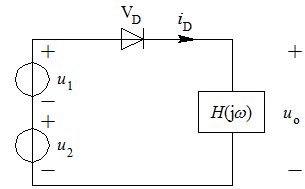 V_D
i_D
+
+
u_1
−
+
H(jω)
u_o
u_2
−
−